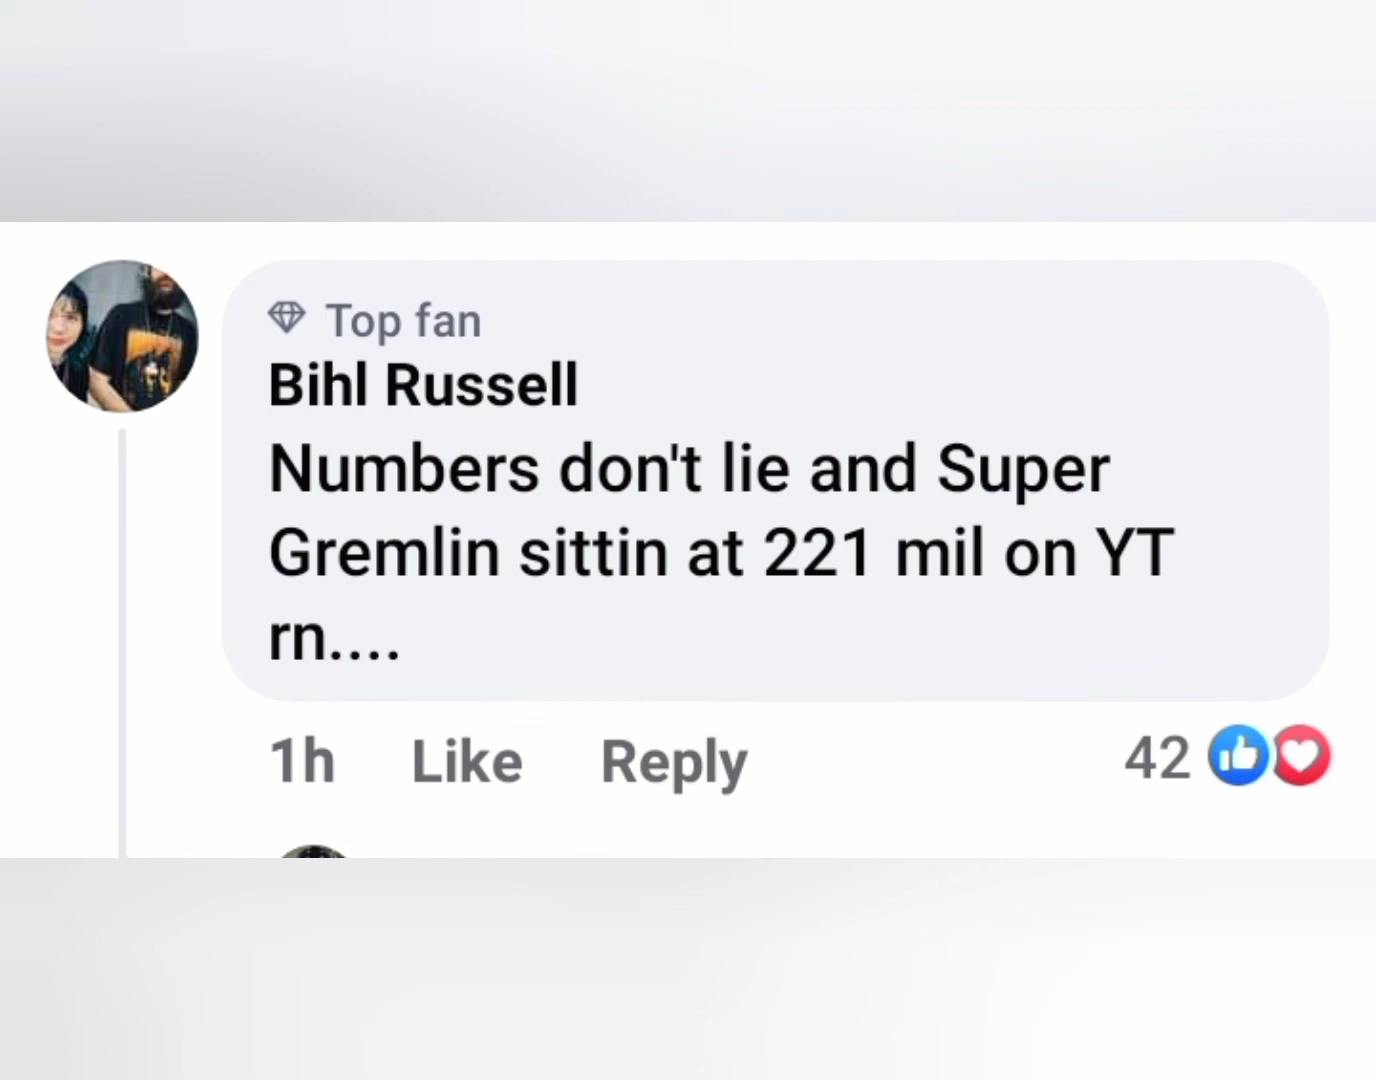 Top fan
Bihl Russell
Numbers don't lie and Super
Gremlin sittin at 221 mil on YT
rn....
1h Like Reply 42